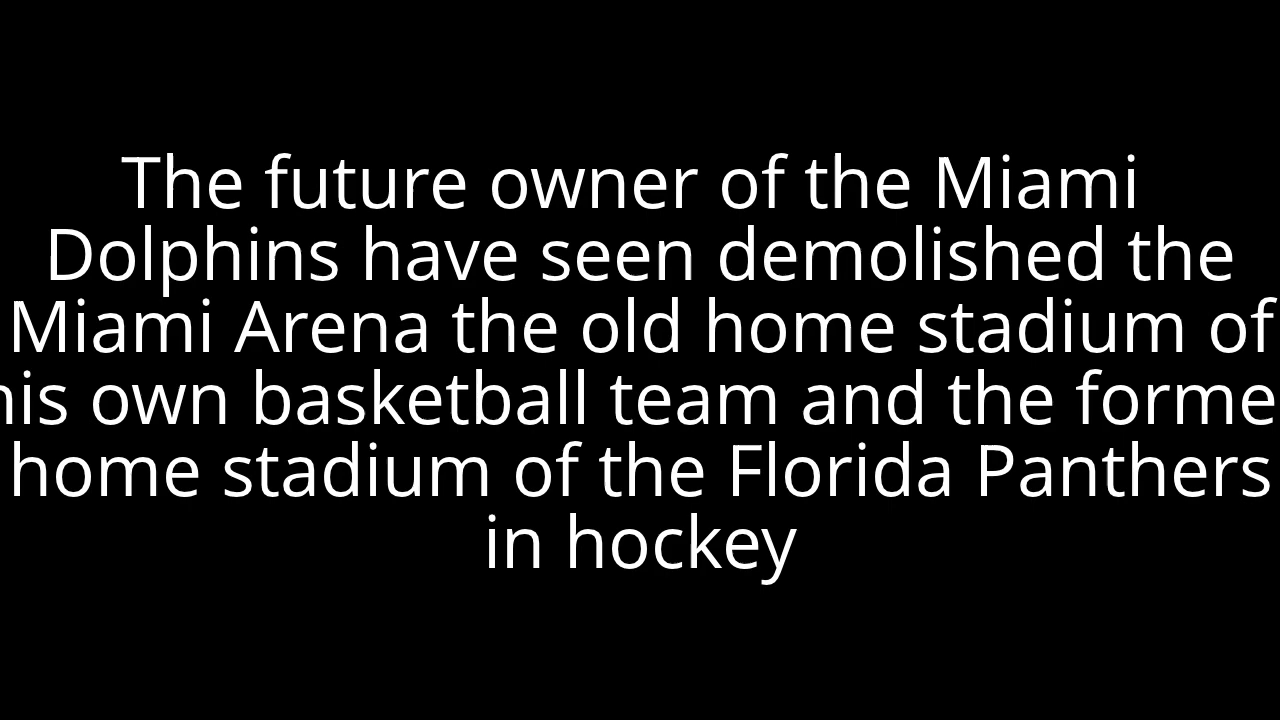 The future owner of the Miami
Dolphins have seen demolished the
Miami Arena the old home stadium of
his own basketball team and the forme
home stadium of the Florida Panthers
in hockey